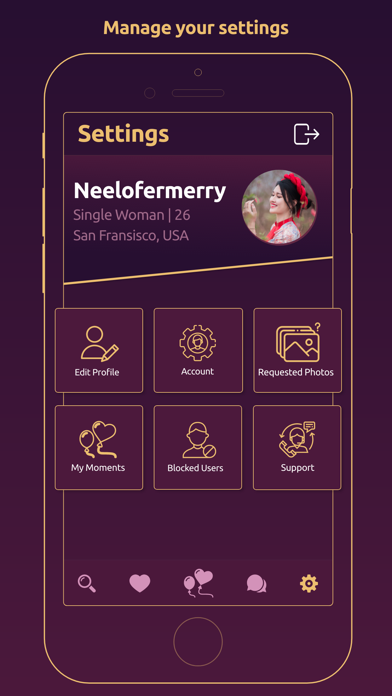 Manage your settings
Settings
Neelofermerry
Single Woman | 26
San Fransisco, USA
Edit Profile
Account
Requested Photos
My Moments
Blocked Users
Support